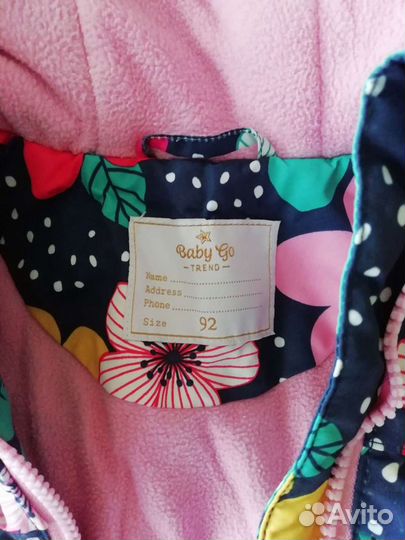 Baby Go
—TREND—
Name
Address
Phone
Size 92
Avito